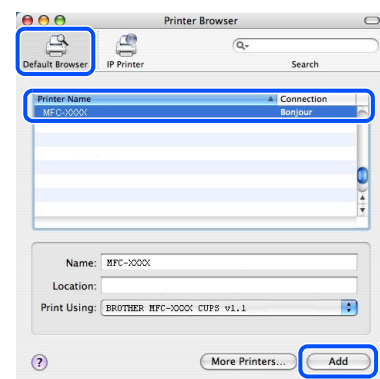 Printer Browser
Q
Default Browser IP Printer Search
Printer Name Connection
MFC-XXXX Bonjour
Name: MFC-XXXX
Location:
Print Using: BROTHER MFC-XXXX CUPS v1.1
? More Printers... Add